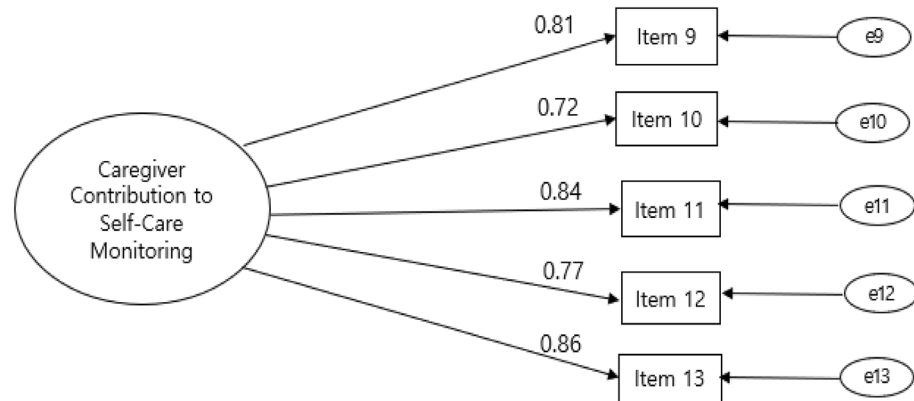 0.81
Item 9
e9
0.72
Item 10
e10
Caregiver
Contribution to
Self-Care
Monitoring
0.84
Item 11
e11
0.77
Item 12
e12
0.86
Item 13
e13